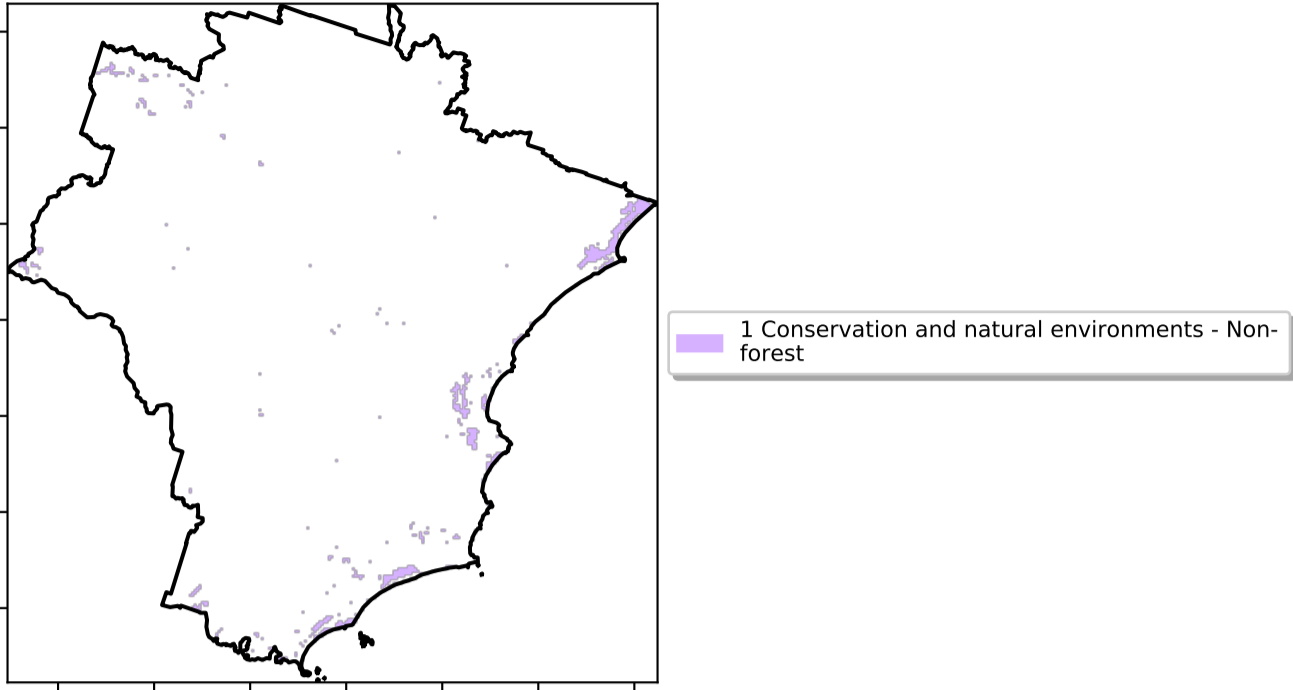 1 Conservation and natural environments - Non-
forest